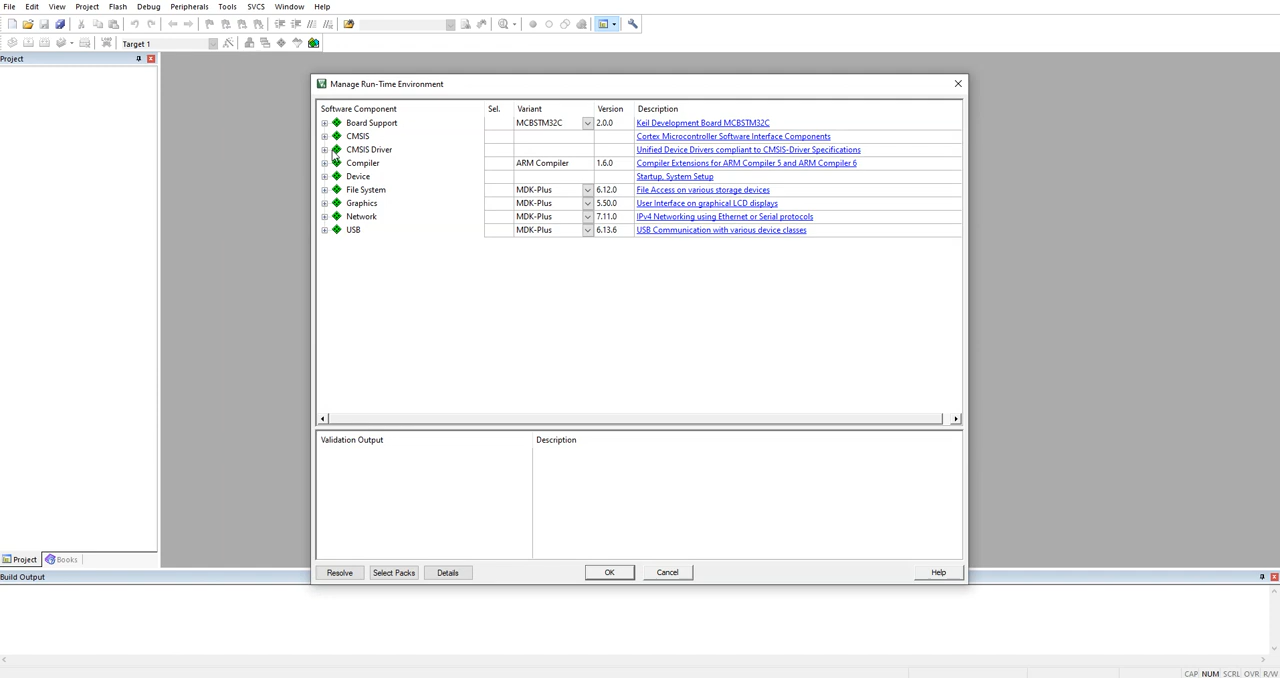 File Edit View Project Flash Debug Peripherals Tools SVCS Window Help
Target 1
Project
Manage Run-Time Environment
Software Component Sel. Variant Version Description
Board Support MCBSTM32C 2.0.0 Keil Development Board MCBSTM32C
CMSIS Cortex Microcontroller Software Interface Components
CMSIS Driver Unified Device Drivers compliant to CMSIS-Driver Specifications
Compiler ARM Compiler 1.6.0 Compiler Extensions for ARM Compiler 5 and ARM Compiler 6
Device Startup, System Setup
File System MDK-Plus 6.12.0 File Access on various storage devices
Graphics MDK-Plus 5.50.0 User Interface on graphical LCD displays
Network MDK-Plus 7.11.0 IPv4 Networking using Ethernet or Serial protocols
USB MDK-Plus 6.13.6 USB Communication with various device classes
Validation Output Description
Resolve Select Packs Details OK Cancel Help
Project Books
Build Output
CAP NUM SCRL OVR R/W